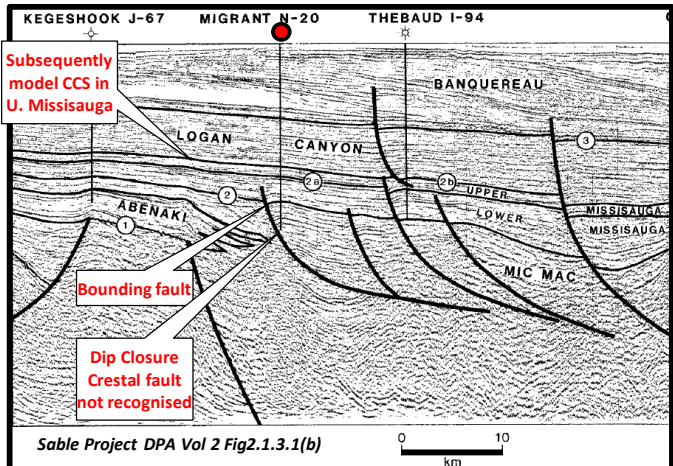 KEGESHOOK J-67 MIGRANT N-20 THEBAUD I-94
Subsequently
model CCS in
U. Missisauga
BANQUEREAU
LOGAN CANYON
3
2 2a 2b UPPER
ABENAKI
LOWER
MISSISAUGA
MISSISAUGA
1
MIC MAC
Bounding fault
Dip Closure
Crestal fault
not recognised
Sable Project DPA Vol 2 Fig2.1.3.1(b)
0 10
km